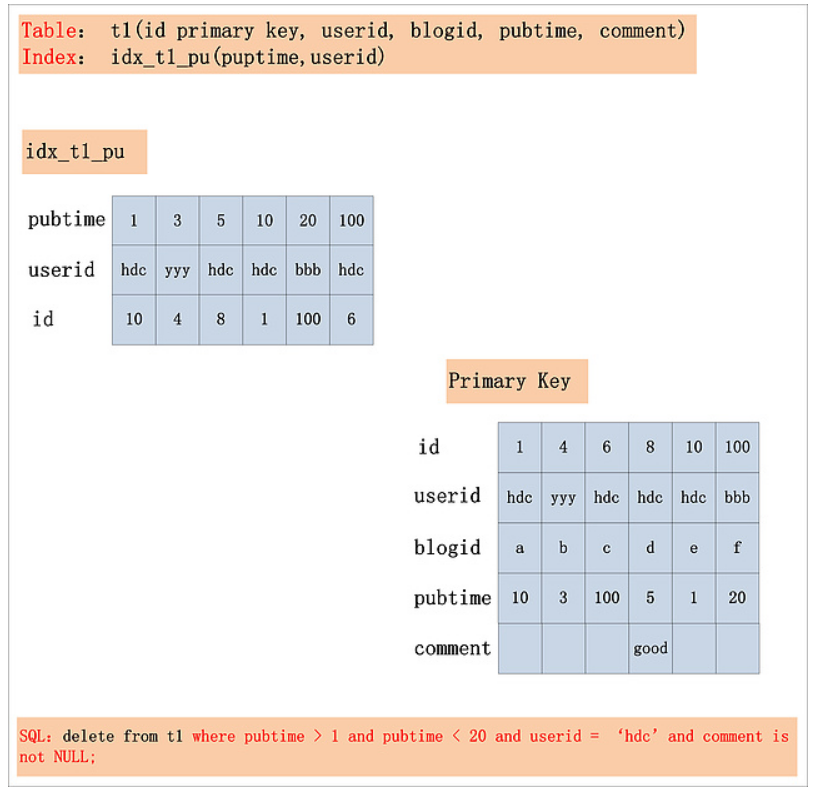 Table: t1(id primary key, userid, blogid, pubtime, comment)
Index: idx_t1_pu(puptime,userid)
idx_t1_pu
pubtime 1 3 5 10 20 100
userid hdc yyy hdc hdc bbb hdc
id 10 4 8 1 100 6
Primary Key
id 1 4 6 8 10 100
userid hdc yyy hdc hdc hdc bbb
blogid a b c d e f
pubtime 10 3 100 5 1 20
comment good
SQL: delete from t1 where pubtime > 1 and pubtime < 20 and userid = ‘hdc’ and comment is
not NULL;